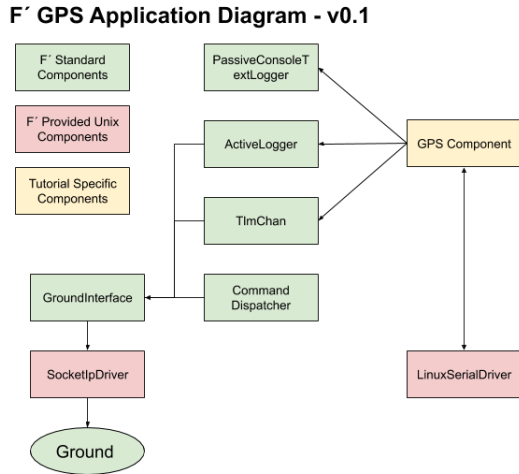 F´ GPS Application Diagram - v0.1
F´ Standard
Components
PassiveConsoleT
extLogger
F´ Provided Unix
Components
ActiveLogger
GPS Component
Tutorial Specific
Components
TlmChan
GroundInterface
Command
Dispatcher
SocketIpDriver
LinuxSerialDriver
Ground